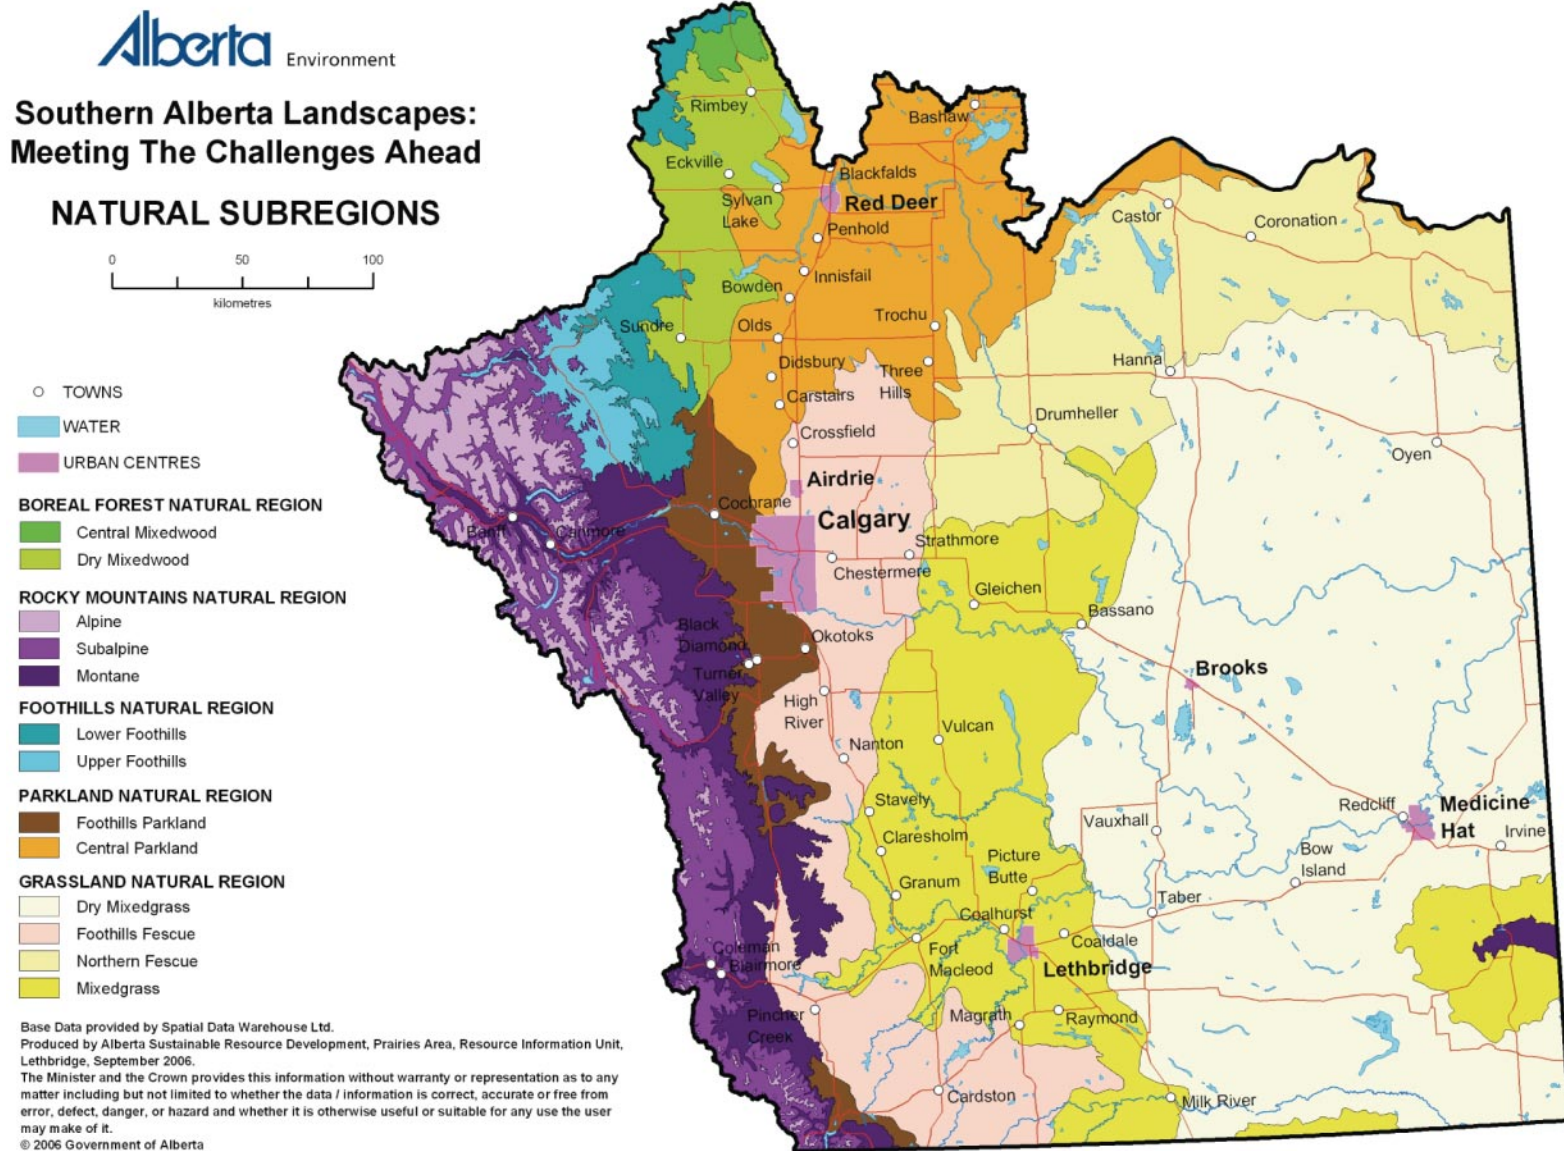 Alberta Environment
Southern Alberta Landscapes:
Meeting The Challenges Ahead
NATURAL SUBREGIONS
0 50 100
kilometres
TOWNS
WATER
URBAN CENTRES
BOREAL FOREST NATURAL REGION
Central Mixedwood
Dry Mixedwood
ROCKY MOUNTAINS NATURAL REGION
Alpine
Subalpine
Montane
FOOTHILLS NATURAL REGION
Lower Foothills
Upper Foothills
PARKLAND NATURAL REGION
Foothills Parkland
Central Parkland
GRASSLAND NATURAL REGION
Dry Mixedgrass
Foothills Fescue
Northern Fescue
Mixedgrass
Base Data provided by Spatial Data Warehouse Ltd.
Produced by Alberta Sustainable Resource Development, Prairies Area, Resource Information Unit,
Lethbridge, September 2006.
The Minister and the Crown provides this information without warranty or representation as to any
matter including but not limited to whether the data / information is correct, accurate or free from
error, defect, danger, or hazard and whether it is otherwise useful or suitable for any use the user
may make of it.
© 2006 Government of Alberta
Rimbey
Bashaw
Eckville
Blackfalds
Sylvan
Lake
Red Deer
Penhold
Castor
Coronation
Innisfail
Bowden
Sundre
Olds
Trochu
Didsbury
Three
Hills
Hanna
Carstairs
Drumheller
Crossfield
Oyen
Airdrie
Cochrane
Calgary
Banff
Canmore
Strathmore
Chestermere
Gleichen
Bassano
Black
Diamond
Okotoks
Turner
Valley
Brooks
High
River
Vulcan
Nanton
Stavely
Redcliff
Medicine
Hat
Vauxhall
Irvine
Claresholm
Picture
Butte
Bow
Island
Granum
Taber
Coalhurst
Coleman
Blairmore
Fort
Macleod
Coaldale
Lethbridge
Pincher
Creek
Magrath
Raymond
Cardston
Milk River